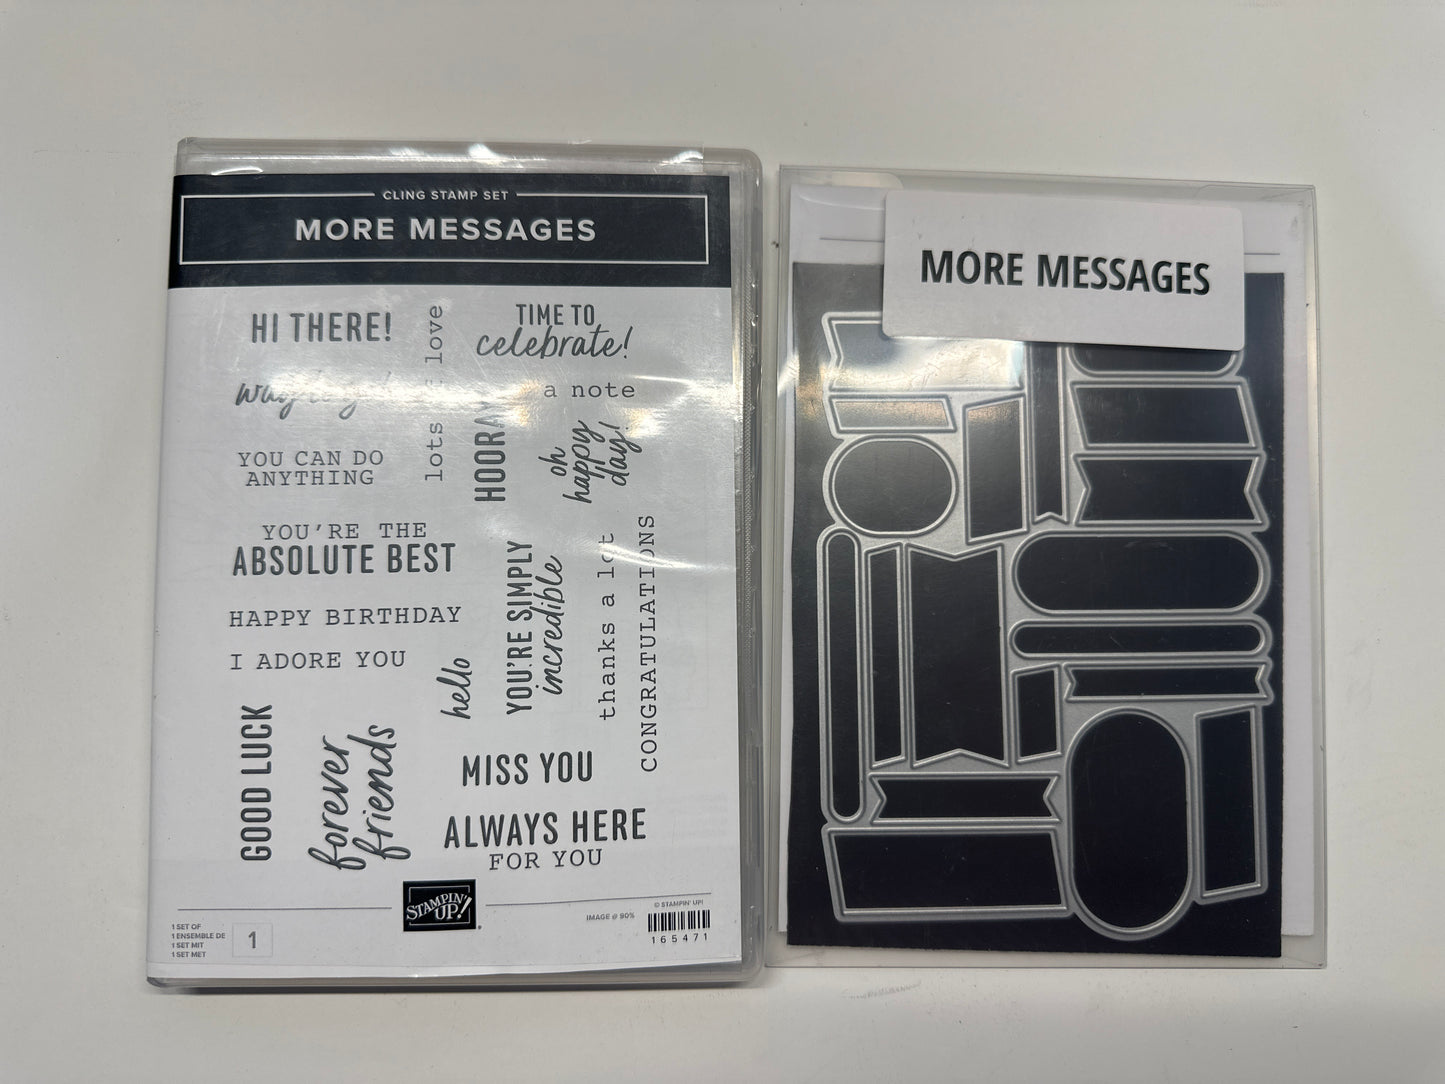 CLING STAMP SET
MORE MESSAGES
HI THERE!
lots of love
TIME TO
celebrate!
way to go!
a note
HOORAY
oh
happy
day!
YOU CAN DO
ANYTHING
YOU'RE THE
ABSOLUTE BEST
HAPPY BIRTHDAY
I ADORE YOU
hello
YOU'RE SIMPLY
incredible
thanks a lot
CONGRATULATIONS
GOOD LUCK
forever
friends
MISS YOU
ALWAYS HERE
FOR YOU
STAMPIN'
UP!®
© STAMPIN' UP!
IMAGE @ 90%
165471
1 SET OF
1 ENSEMBLE DE
1 SET MIT
1 SET MET
1
MORE MESSAGES